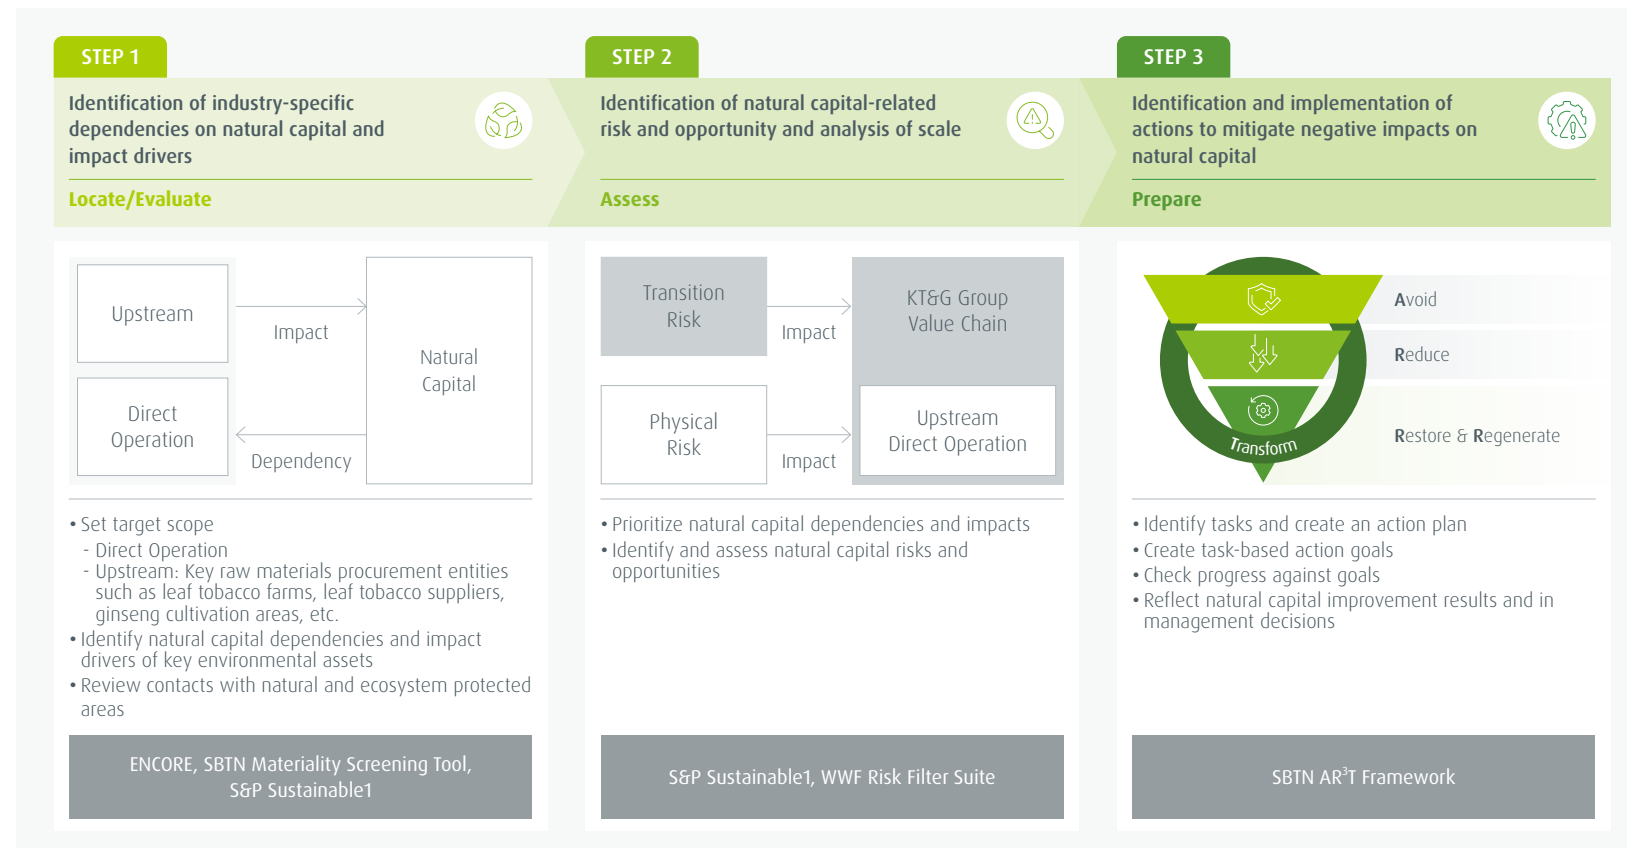 STEP 1
Identification of industry-specific
dependencies on natural capital and
impact drivers
Locate/Evaluate
Upstream
Impact
Direct
Operation
Dependency
Natural
Capital
• Set target scope
- Direct Operation
- Upstream: Key raw materials procurement entities
such as leaf tobacco farms, leaf tobacco suppliers,
ginseng cultivation areas, etc.
• Identify natural capital dependencies and impact
drivers of key environmental assets
• Review contacts with natural and ecosystem protected
areas
ENCORE, SBTN Materiality Screening Tool,
S&P Sustainable1
STEP 2
Identification of natural capital-related
risk and opportunity and analysis of scale
Assess
Transition
Risk
Impact
KT&G Group
Value Chain
Physical
Risk
Impact
Upstream
Direct Operation
• Prioritize natural capital dependencies and impacts
• Identify and assess natural capital risks and
opportunities
S&P Sustainable1, WWF Risk Filter Suite
STEP 3
Identification and implementation of
actions to mitigate negative impacts on
natural capital
Prepare
Avoid
Reduce
Restore & Regenerate
Transform
• Identify tasks and create an action plan
• Create task-based action goals
• Check progress against goals
• Reflect natural capital improvement results and in
management decisions
SBTN AR³T Framework